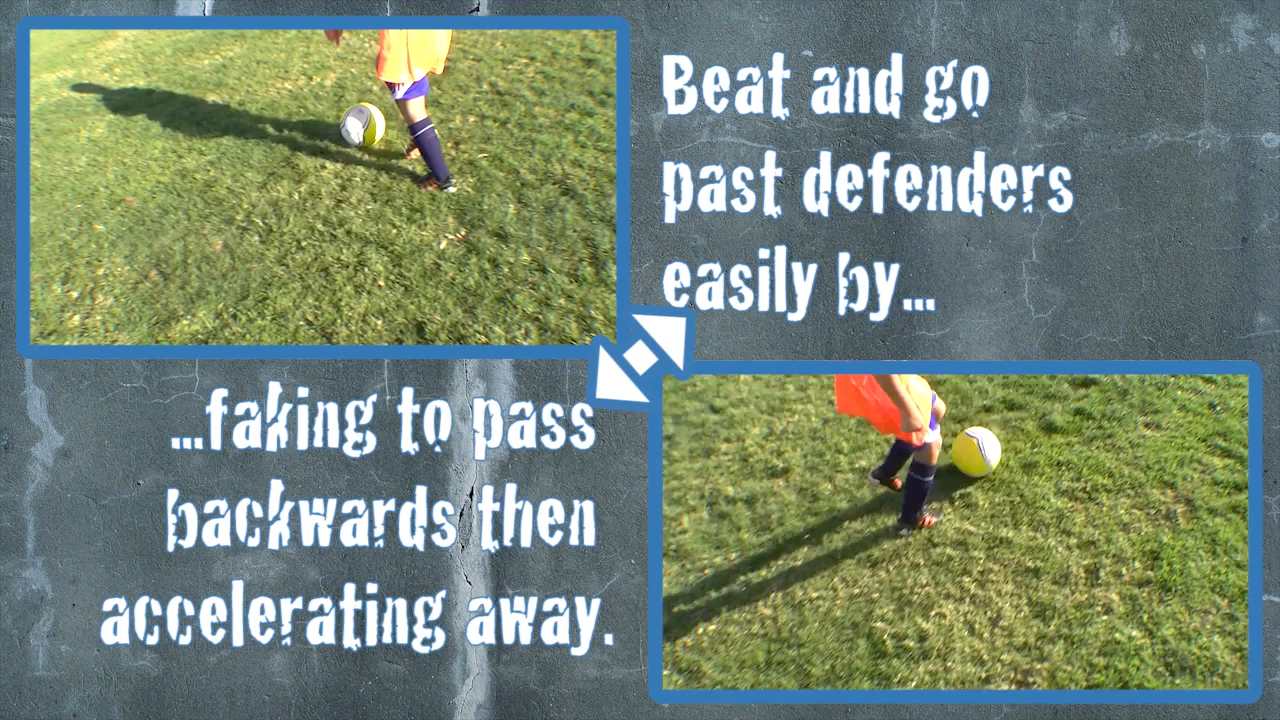 Beat and go
past defenders
easily by...
...faking to pass
backwards then
accelerating away.